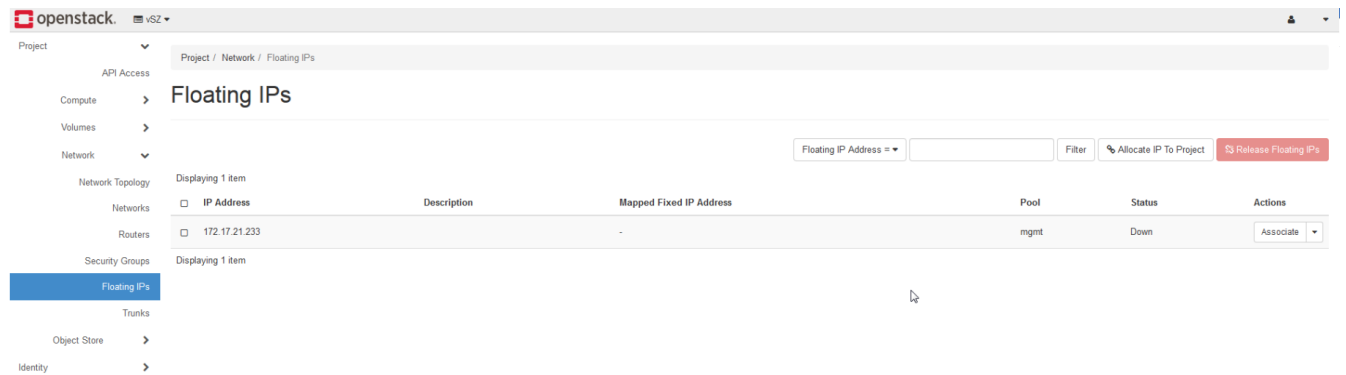 openstack. vSZ
Project
API Access
Compute
Volumes
Network
Network Topology
Networks
Routers
Security Groups
Floating IPs
Trunks
Object Store
Identity
Project / Network / Floating IPs
Floating IPs
Floating IP Address = Filter Allocate IP To Project Release Floating IPs
Displaying 1 item
IP Address Description Mapped Fixed IP Address Pool Status Actions
172.17.21.233 - mgmt Down Associate
Displaying 1 item